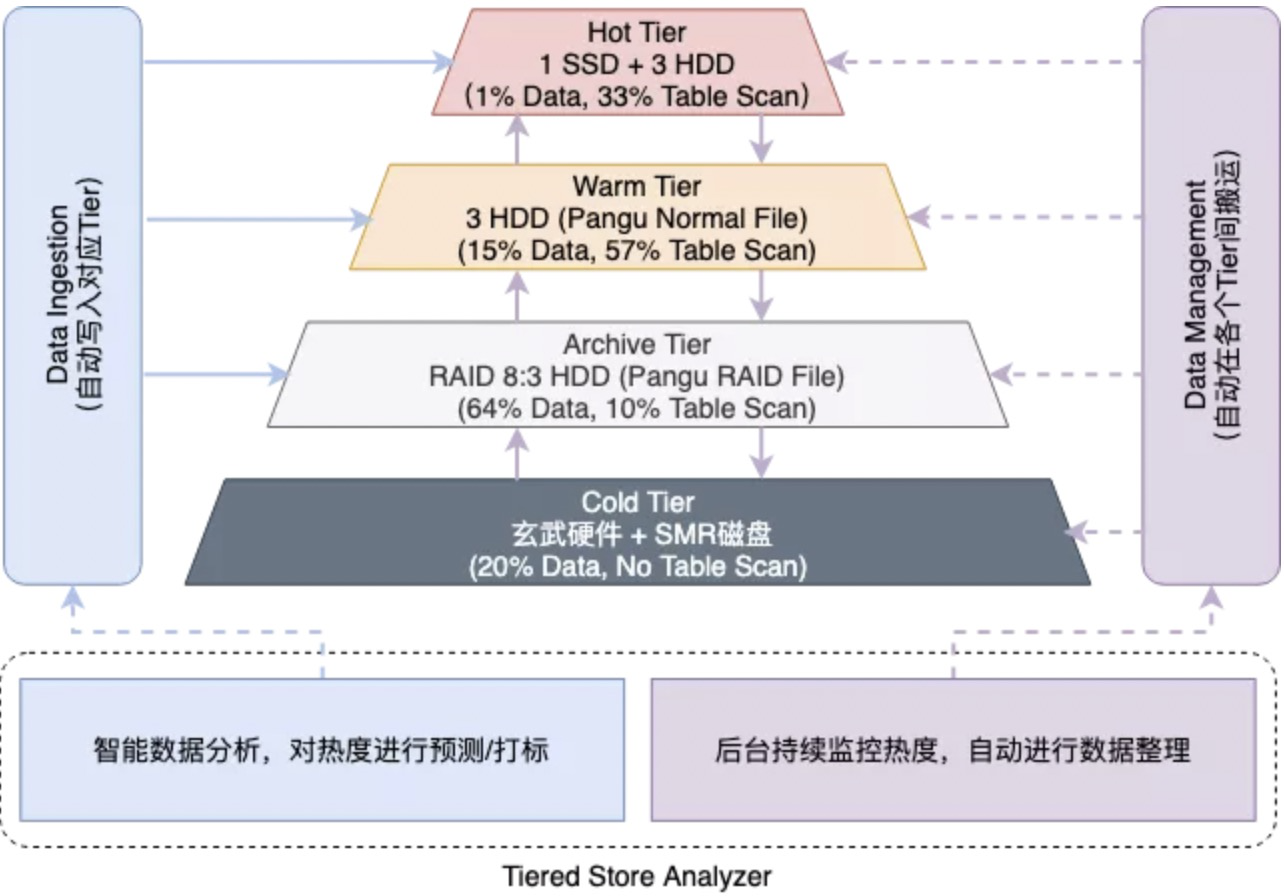 Data Ingestion
(自动写入对应Tier)
Hot Tier
1 SSD + 3 HDD
(1% Data, 33% Table Scan)
Warm Tier
3 HDD (Pangu Normal File)
(15% Data, 57% Table Scan)
Archive Tier
RAID 8:3 HDD (Pangu RAID File)
(64% Data, 10% Table Scan)
Cold Tier
玄武硬件 + SMR磁盘
(20% Data, No Table Scan)
Data Management
(自动在各个Tier间搬运)
智能数据分析，对热度进行预测/打标
后台持续监控热度，自动进行数据整理
Tiered Store Analyzer